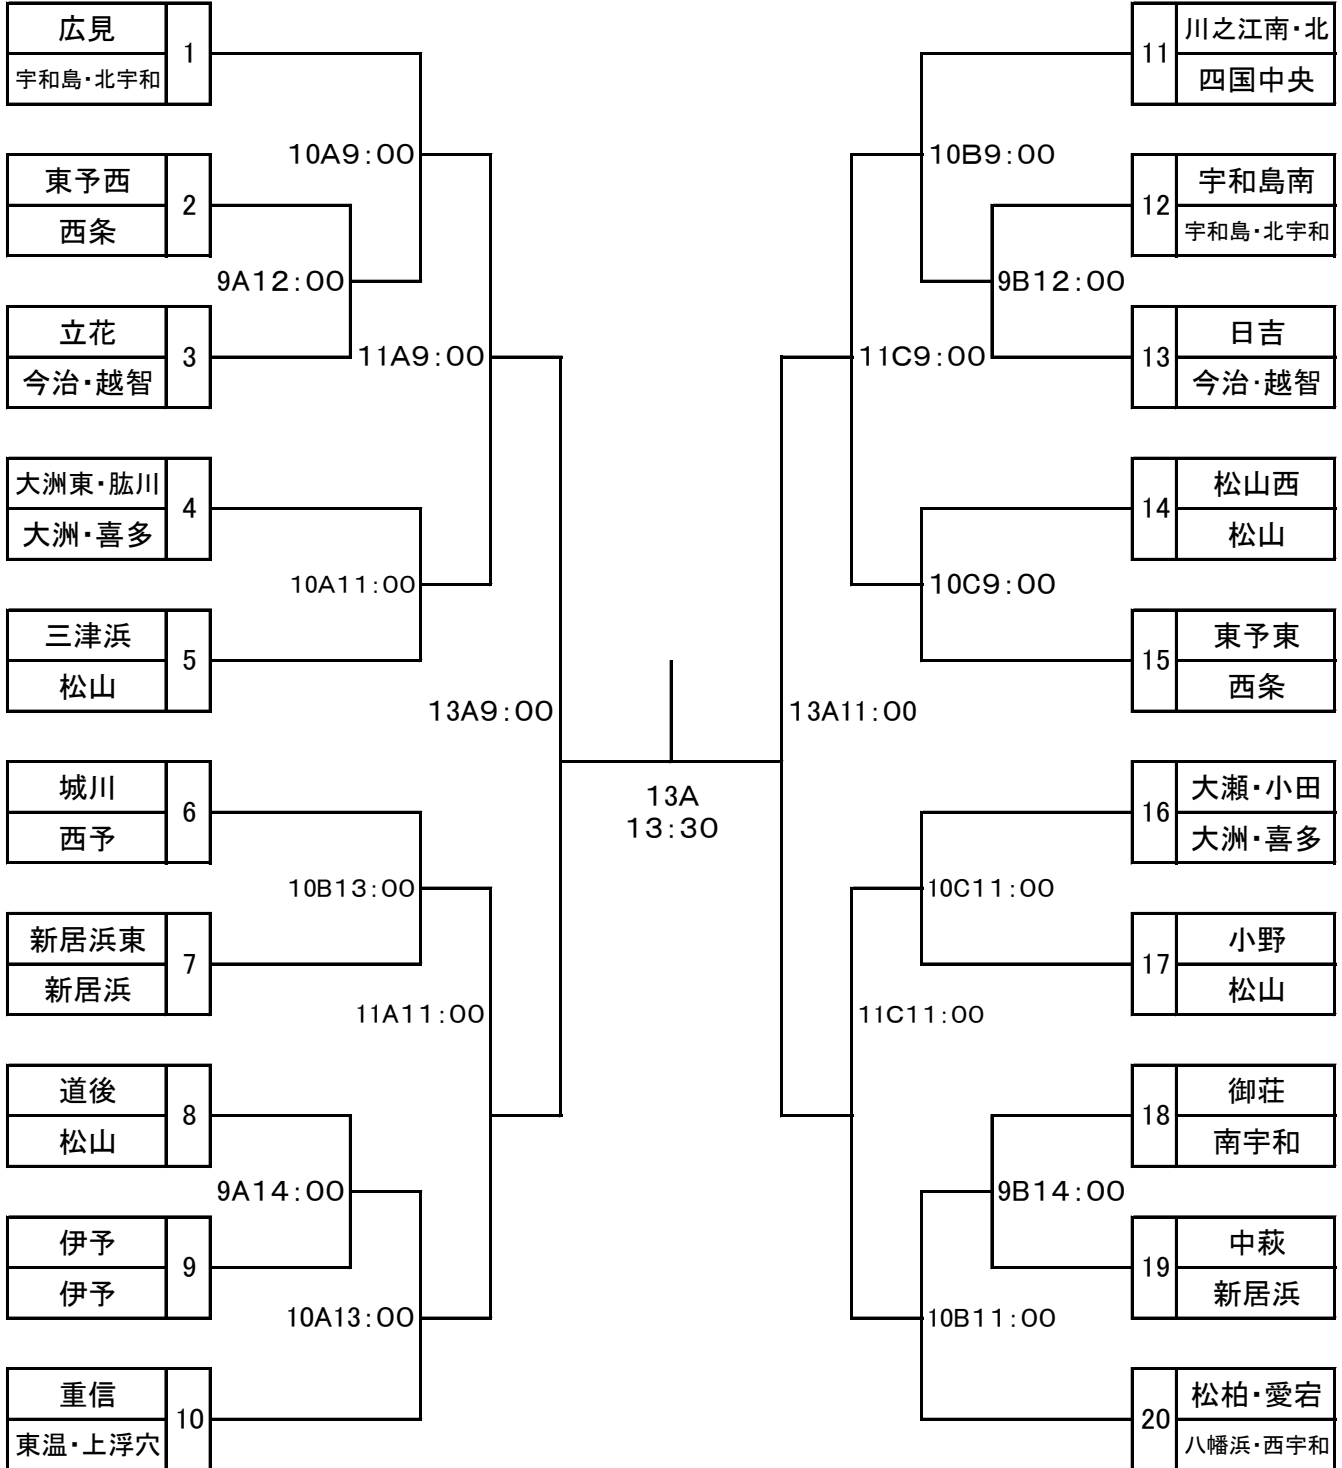 広見
1
宇和島・北宇和
10A9:00
東予西
2
西条
9A12:00
立花
3
今治・越智
11A9:00
大洲東・肱川
4
大洲・喜多
10A11:00
三津浜
5
松山
13A9:00
城川
6
西予
10B13:00
新居浜東
7
新居浜
11A11:00
道後
8
松山
9A14:00
伊予
9
伊予
10A13:00
重信
10
東温・上浮穴
13A
13:30
川之江南・北
11
四国中央
10B9:00
宇和島南
12
宇和島・北宇和
9B12:00
日吉
13
今治・越智
11C9:00
松山西
14
松山
10C9:00
東予東
15
西条
13A11:00
大瀬・小田
16
大洲・喜多
10C11:00
小野
17
松山
11C11:00
御荘
18
南宇和
9B14:00
中萩
19
新居浜
10B11:00
松柏・愛宕
20
八幡浜・西宇和